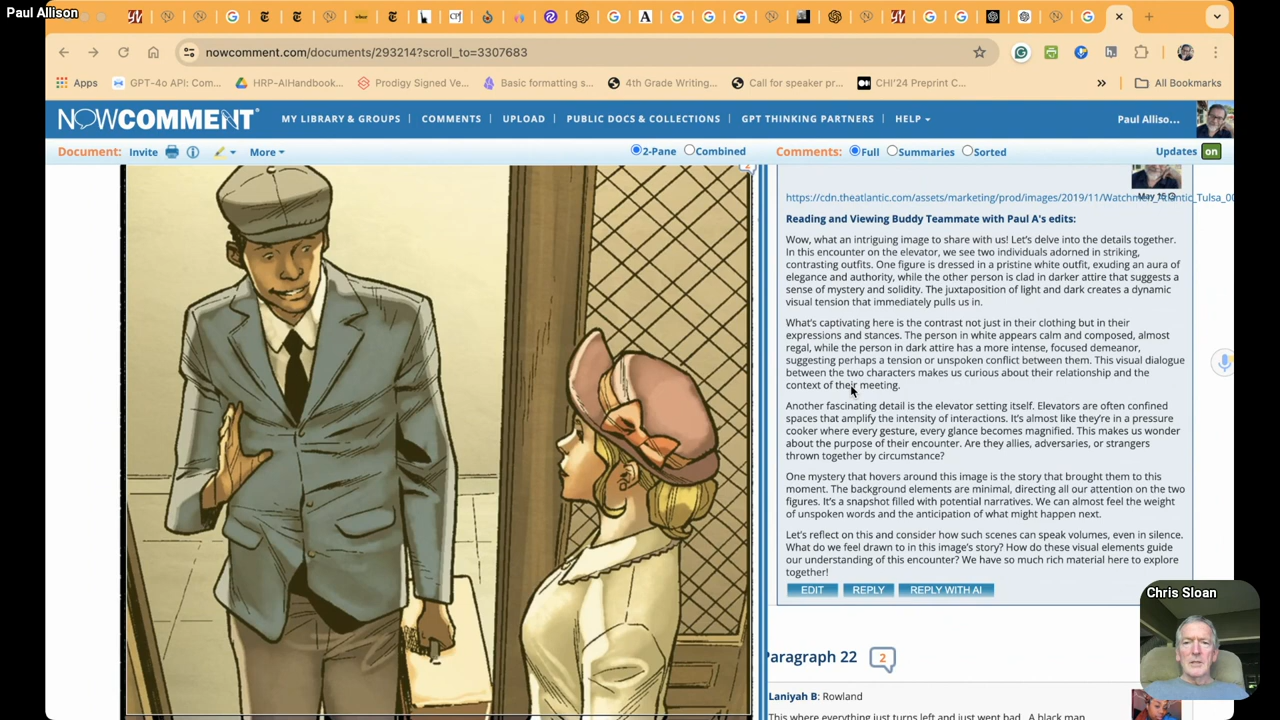 Paul Allison
nowcomment.com/documents/293214?scroll_to=3307683
Apps
GPT-4o API: Com...
HRP-AIHandbook...
Prodigy Signed Ve...
Basic formatting s...
4th Grade Writing...
Call for speaker pr...
CHI'24 Preprint C...
»
All Bookmarks
NOWCOMMENT®
MY LIBRARY & GROUPS | COMMENTS | UPLOAD | PUBLIC DOCS & COLLECTIONS | GPT THINKING PARTNERS | HELP
Paul Alliso...
Document: Invite More
2-Pane Combined
Comments: Full Summaries Sorted
Updates on
https://cdn.theatlantic.com/assets/marketing/prod/images/2019/11/
Reading and Viewing Buddy Teammate with Paul A's edits:
Wow, what an intriguing image to share with us! Let's delve into the details together.
In this encounter on the elevator, we see two individuals adorned in striking,
contrasting outfits. One figure is dressed in a pristine white outfit, exuding an aura of
elegance and authority, while the other person is clad in darker attire that suggests a
sense of mystery and solidity. The juxtaposition of light and dark creates a dynamic
visual tension that immediately pulls us in.
What's captivating here is the contrast not just in their clothing but in their
expressions and stances. The person in white appears calm and composed, almost
regal, while the person in dark attire has a more intense, focused demeanor,
suggesting perhaps a tension or unspoken conflict between them. This visual dialogue
between the two characters makes us curious about their relationship and the
context of their meeting.
Another fascinating detail is the elevator setting itself. Elevators are often confined
spaces that amplify the intensity of interactions. It's almost like they're in a pressure
cooker where every gesture, every glance becomes magnified. This makes us wonder
about the purpose of their encounter. Are they allies, adversaries, or strangers
thrown together by circumstance?
One mystery that hovers around this image is the story that brought them to this
moment. The background elements are minimal, directing all our attention on the two
figures. It's a snapshot filled with potential narratives. We can almost feel the weight
of unspoken words and the anticipation of what might happen next.
Let's reflect on this and consider how such scenes can speak volumes, even in silence.
What do we feel drawn to in this image's story? How do these visual elements guide
our understanding of this encounter? We have so much rich material here to explore
together!
EDIT REPLY REPLY WITH AI
Chris Sloan
Paragraph 22 2
Laniyah B: Rowland
This where everything just turns left and just went bad. A black man